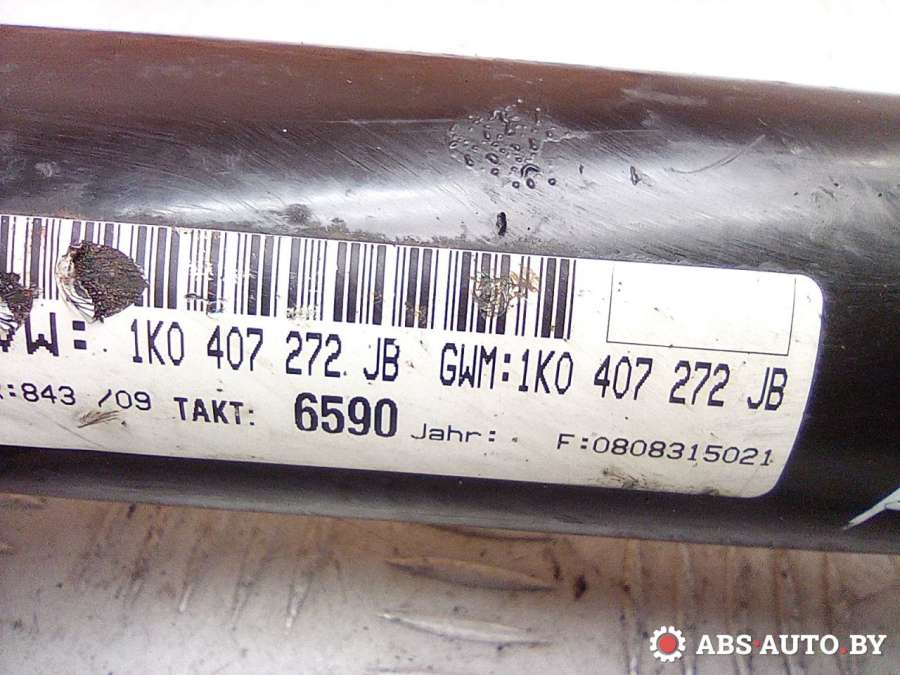 VW: 1K0 407 272 JB GWM:1K0 407 272 JB
:843 /09 TAKT: 6590 Jahr: F:0808315021
ABS-AUTO.BY